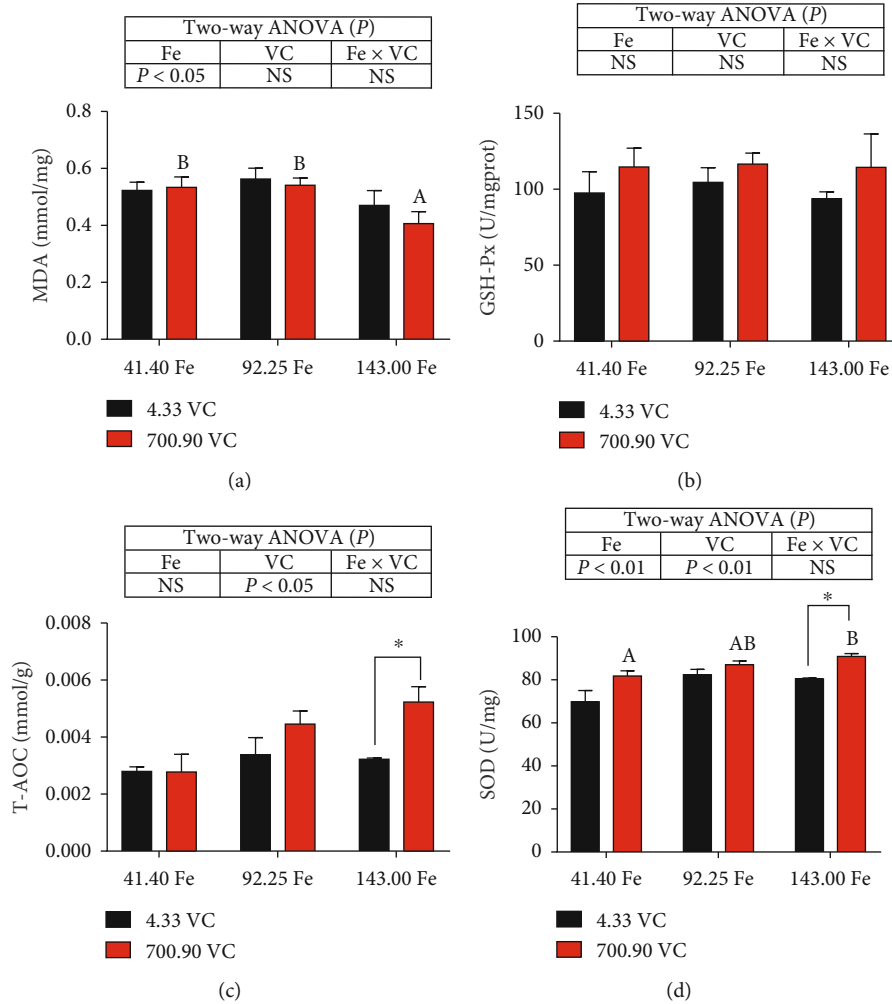 Two-way ANOVA (P)
Fe VC Fe × VC
P < 0.05 NS NS
MDA (mmol/mg)
0.8
0.6
0.4
0.2
0.0
B
B
A
41.40 Fe 92.25 Fe 143.00 Fe
4.33 VC
700.90 VC
(a)
Two-way ANOVA (P)
Fe VC Fe × VC
NS NS NS
GSH-Px (U/mgprot)
150
100
50
0
41.40 Fe 92.25 Fe 143.00 Fe
4.33 VC
700.90 VC
(b)
Two-way ANOVA (P)
Fe VC Fe × VC
NS P < 0.05 NS
T-AOC (mmol/g)
0.008
0.006
0.004
0.002
0.000
*
41.40 Fe 92.25 Fe 143.00 Fe
4.33 VC
700.90 VC
(c)
Two-way ANOVA (P)
Fe VC Fe × VC
P < 0.01 P < 0.01 NS
SOD (U/mg)
100
80
60
40
20
0
A
AB
*
B
41.40 Fe 92.25 Fe 143.00 Fe
4.33 VC
700.90 VC
(d)